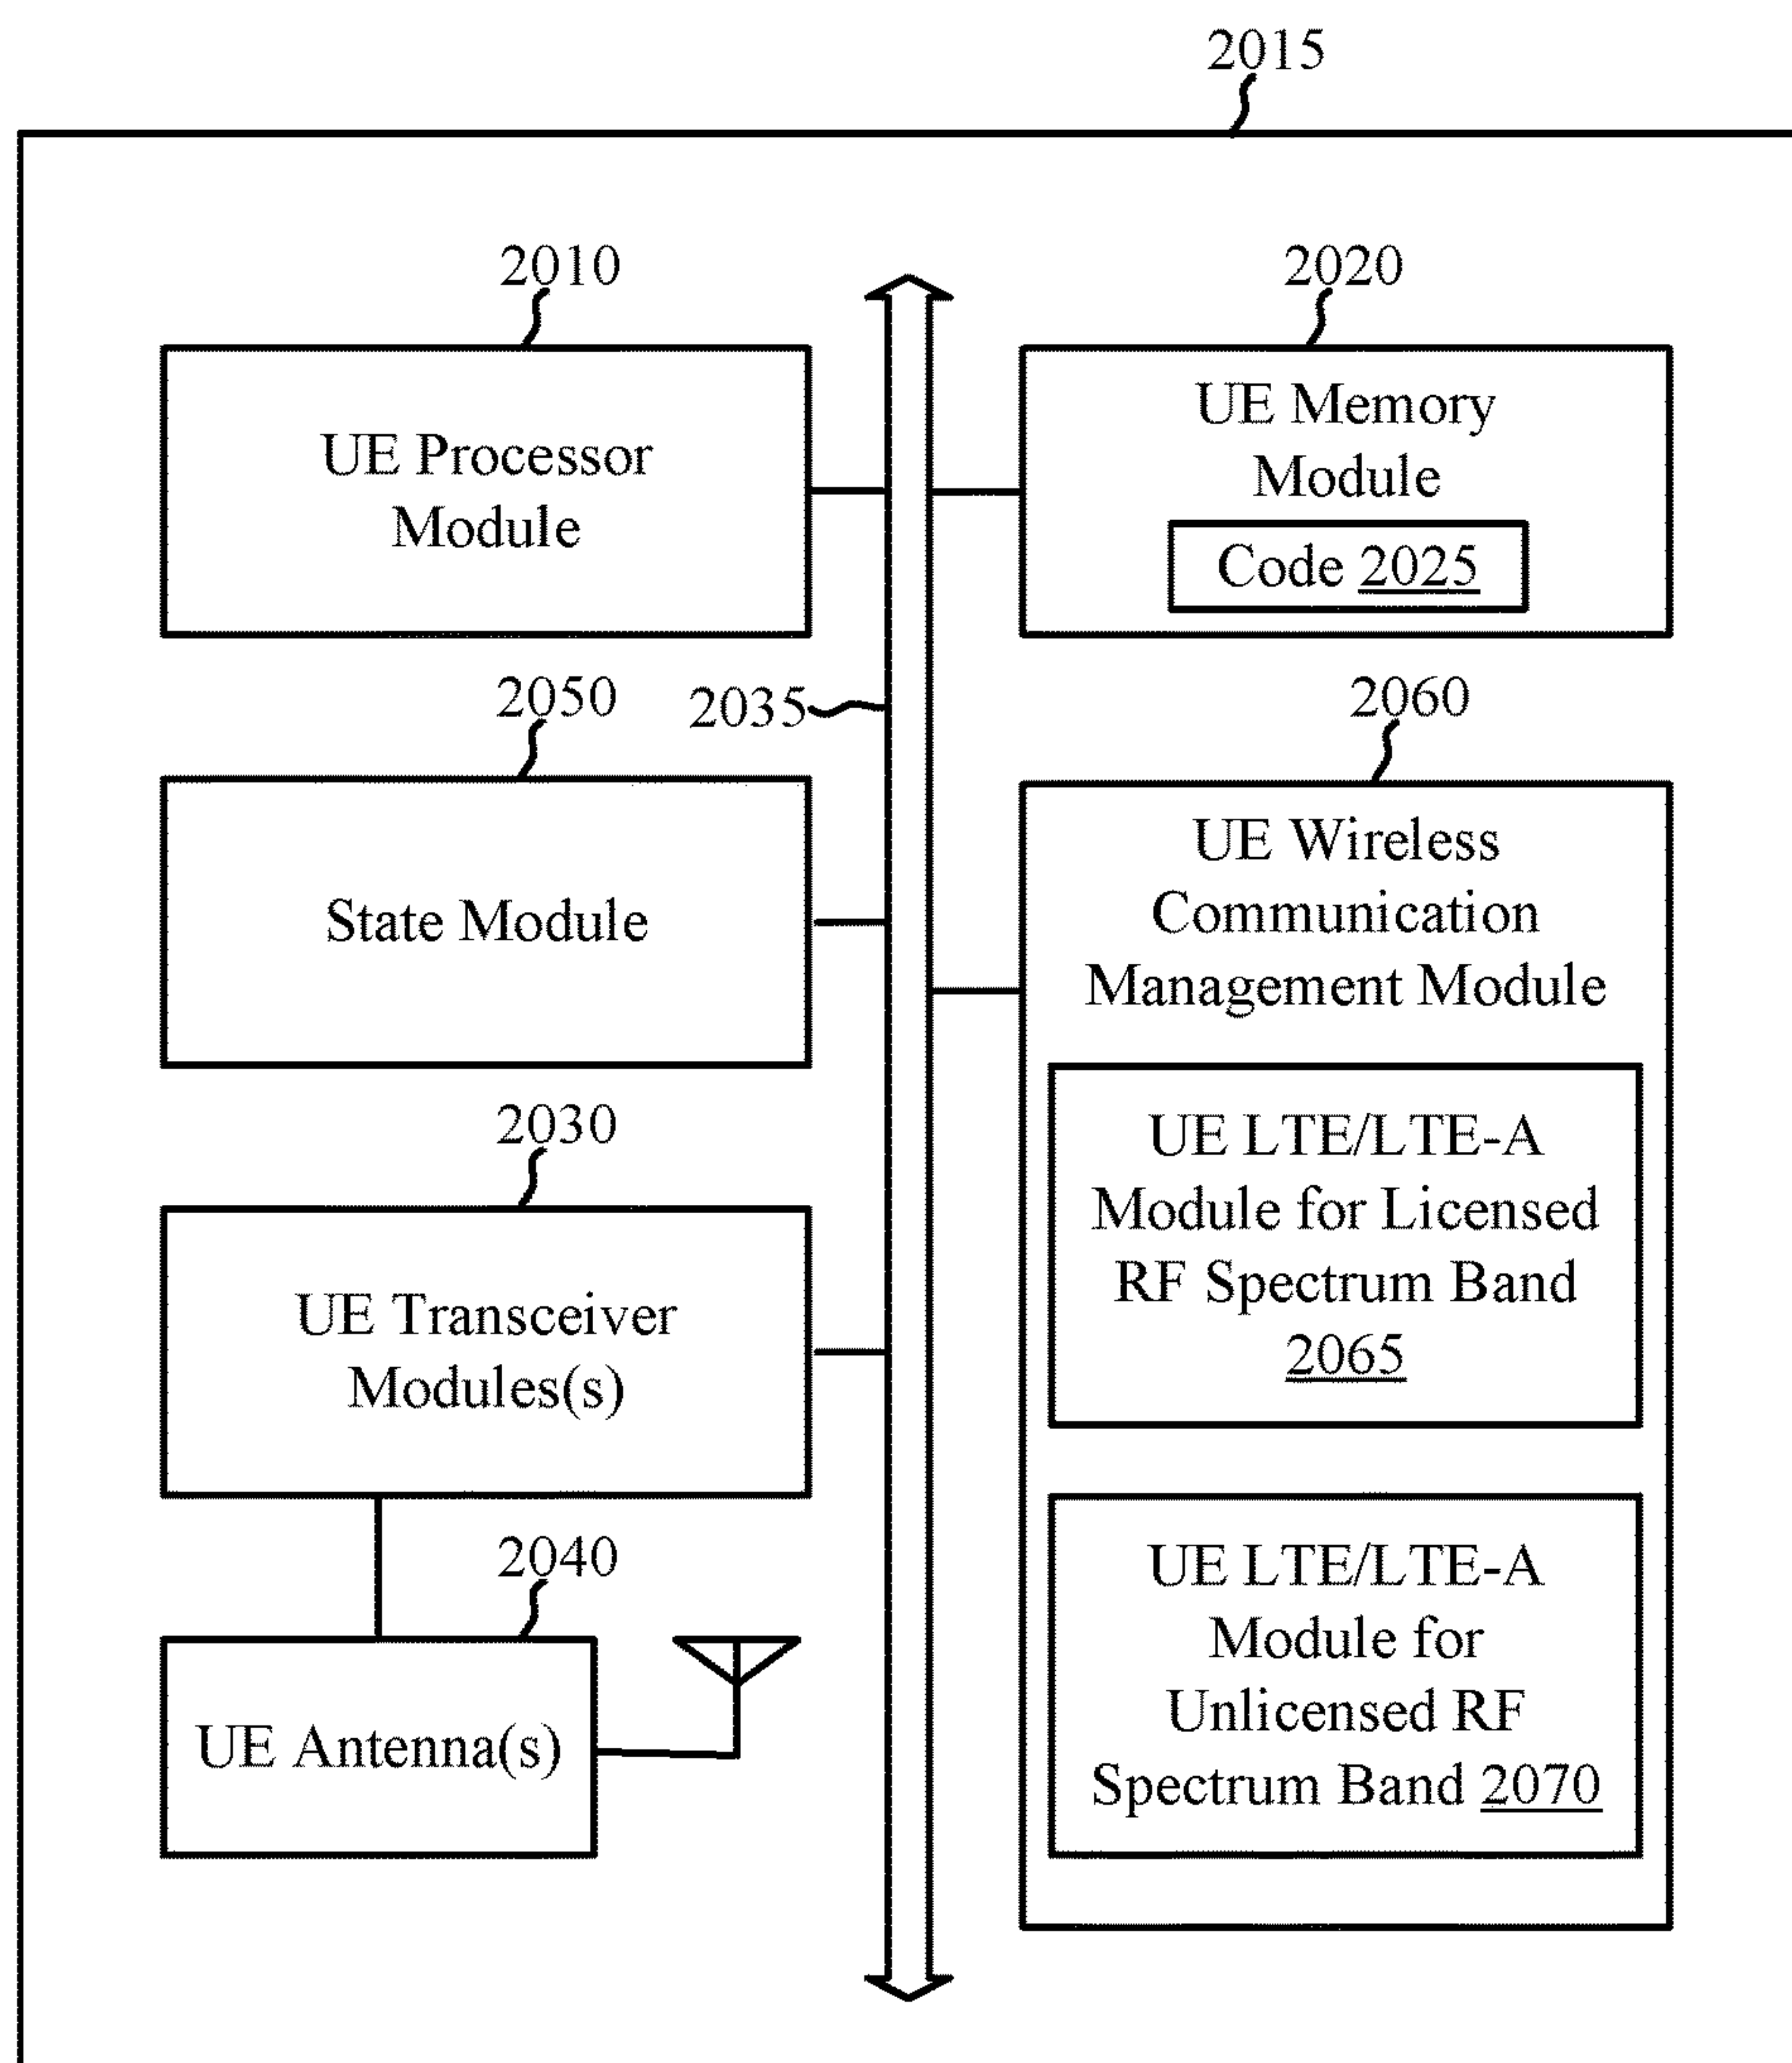 2015
2010
UE Processor
Module
2020
UE Memory
Module
Code 2025
2050
State Module
2035
2060
UE Wireless
Communication
Management Module
UE LTE/LTE-A
Module for Licensed
RF Spectrum Band
2065
UE LTE/LTE-A
Module for
Unlicensed RF
Spectrum Band 2070
2030
UE Transceiver
Modules(s)
2040
UE Antenna(s)